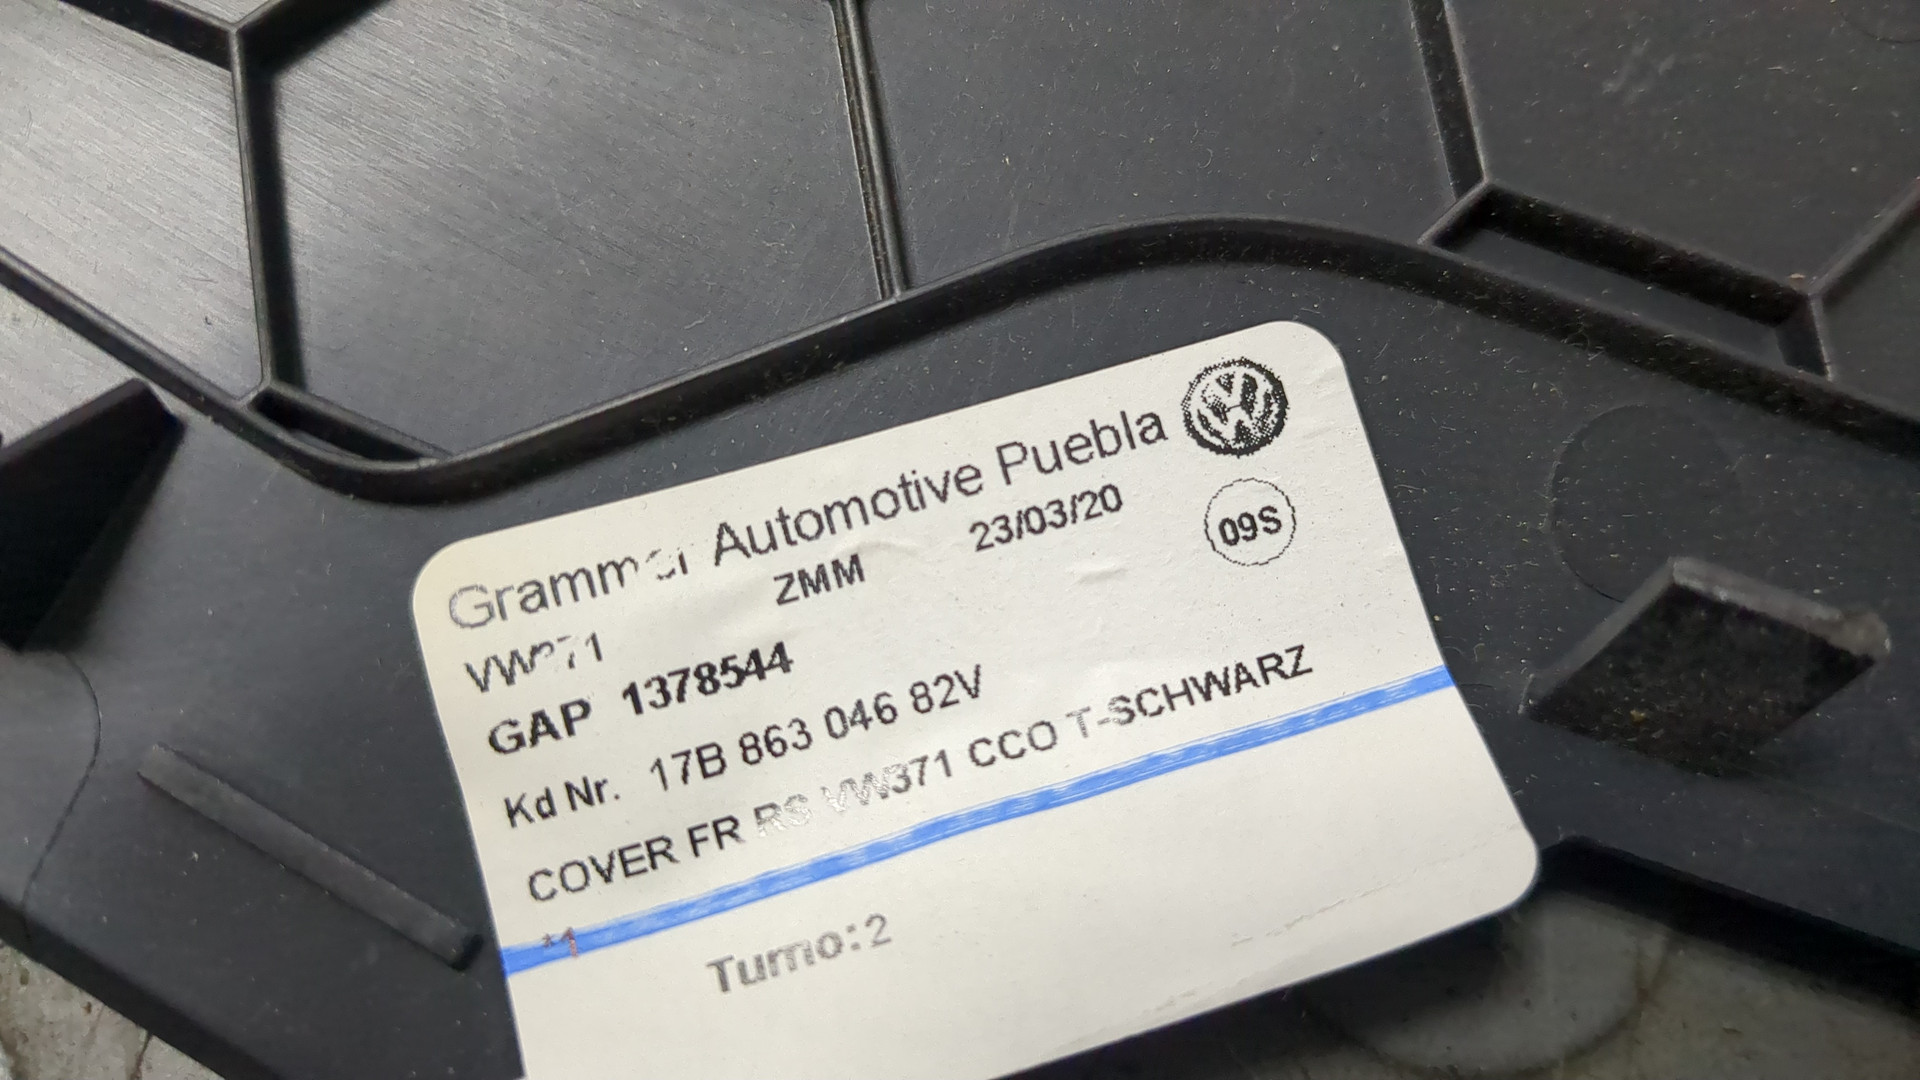 Grammer Automotive Puebla
ZMM 23/03/20 09S
VW371
GAP 1378544
Kd Nr. 17B 863 046 82V
COVER FR RS VW371 CCO T-SCHWARZ
*1
Turno:2